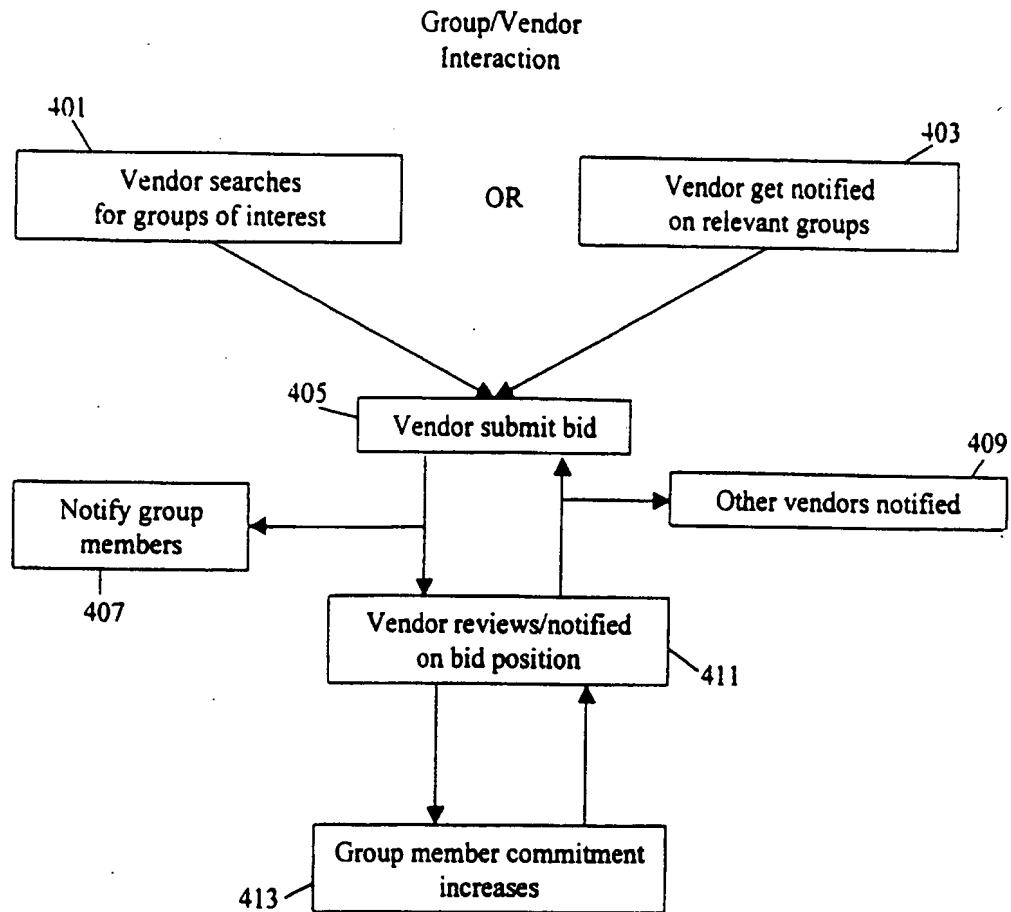 Group/Vendor
Interaction
401
403
Vendor searches
for groups of interest
OR
Vendor get notified
on relevant groups
405
Vendor submit bid
409
Notify group
members
Other vendors notified
407
Vendor reviews/notified
on bid position
411
Group member commitment
increases
413